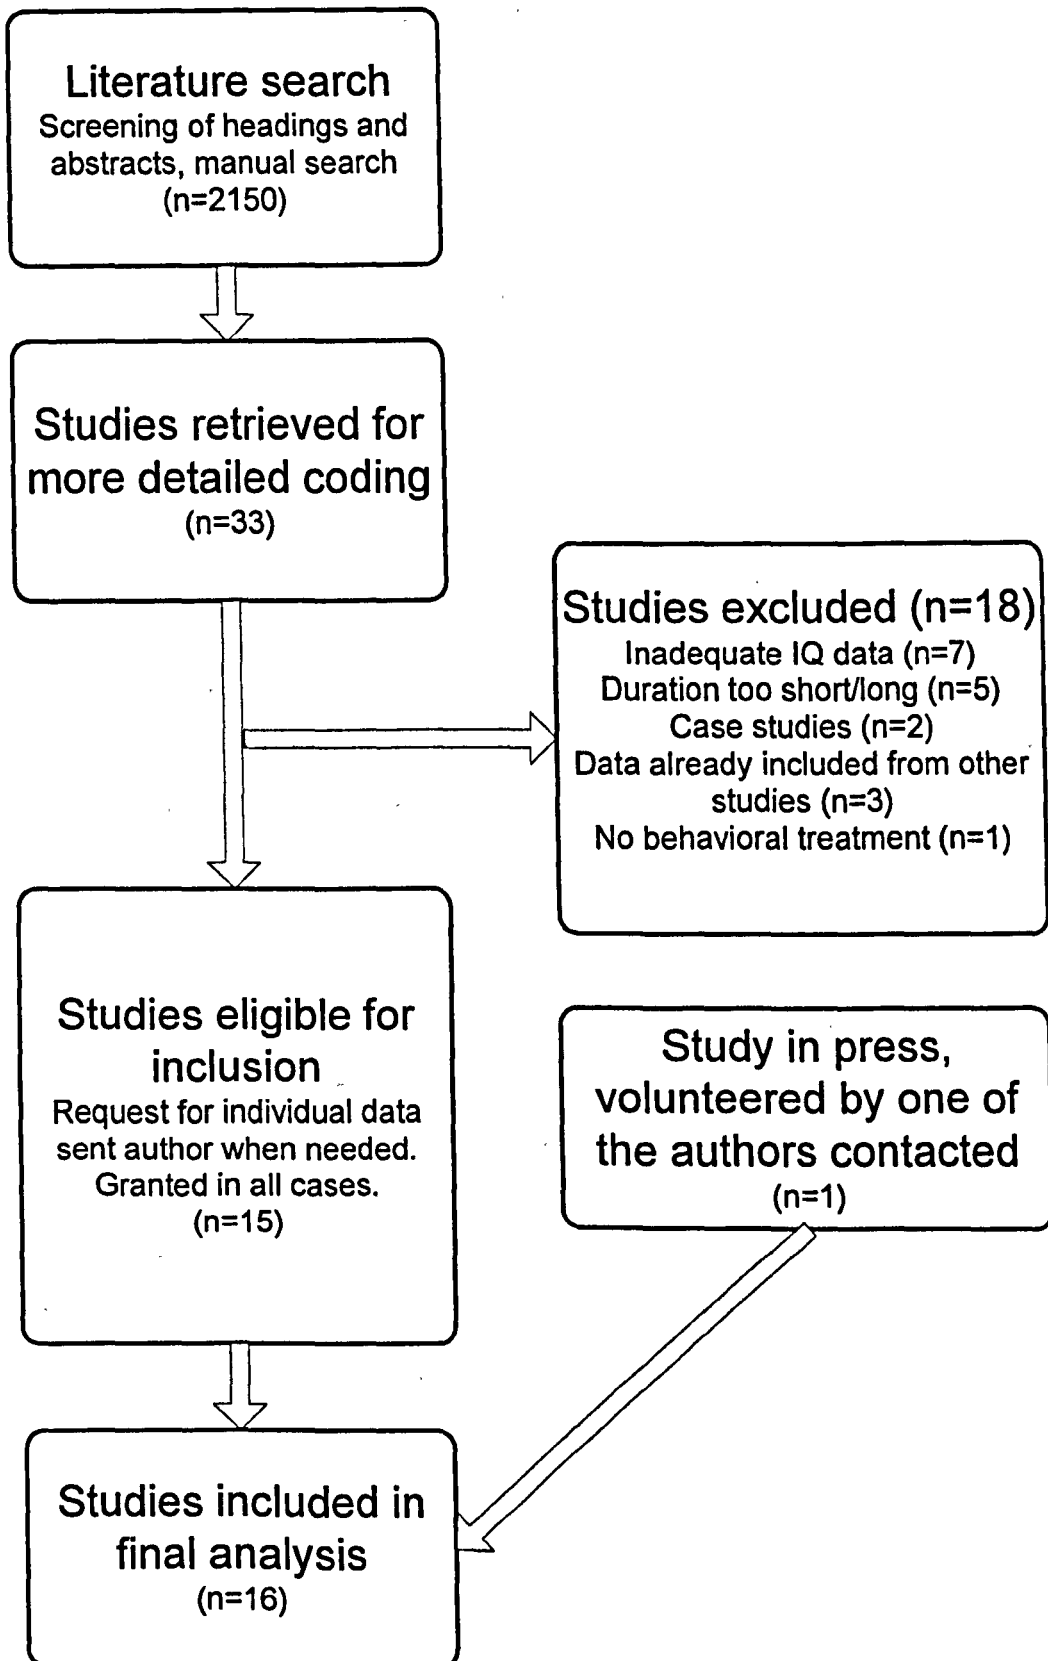 Literature search
Screening of headings and
abstracts, manual search
(n=2150)
Studies retrieved for
more detailed coding
(n=33)
Studies excluded (n=18)
Inadequate IQ data (n=7)
Duration too short/long (n=5)
Case studies (n=2)
Data already included from other
studies (n=3)
No behavioral treatment (n=1)
Studies eligible for
inclusion
Request for individual data
sent author when needed.
Granted in all cases.
(n=15)
Study in press,
volunteered by one of
the authors contacted
(n=1)
Studies included in
final analysis
(n=16)